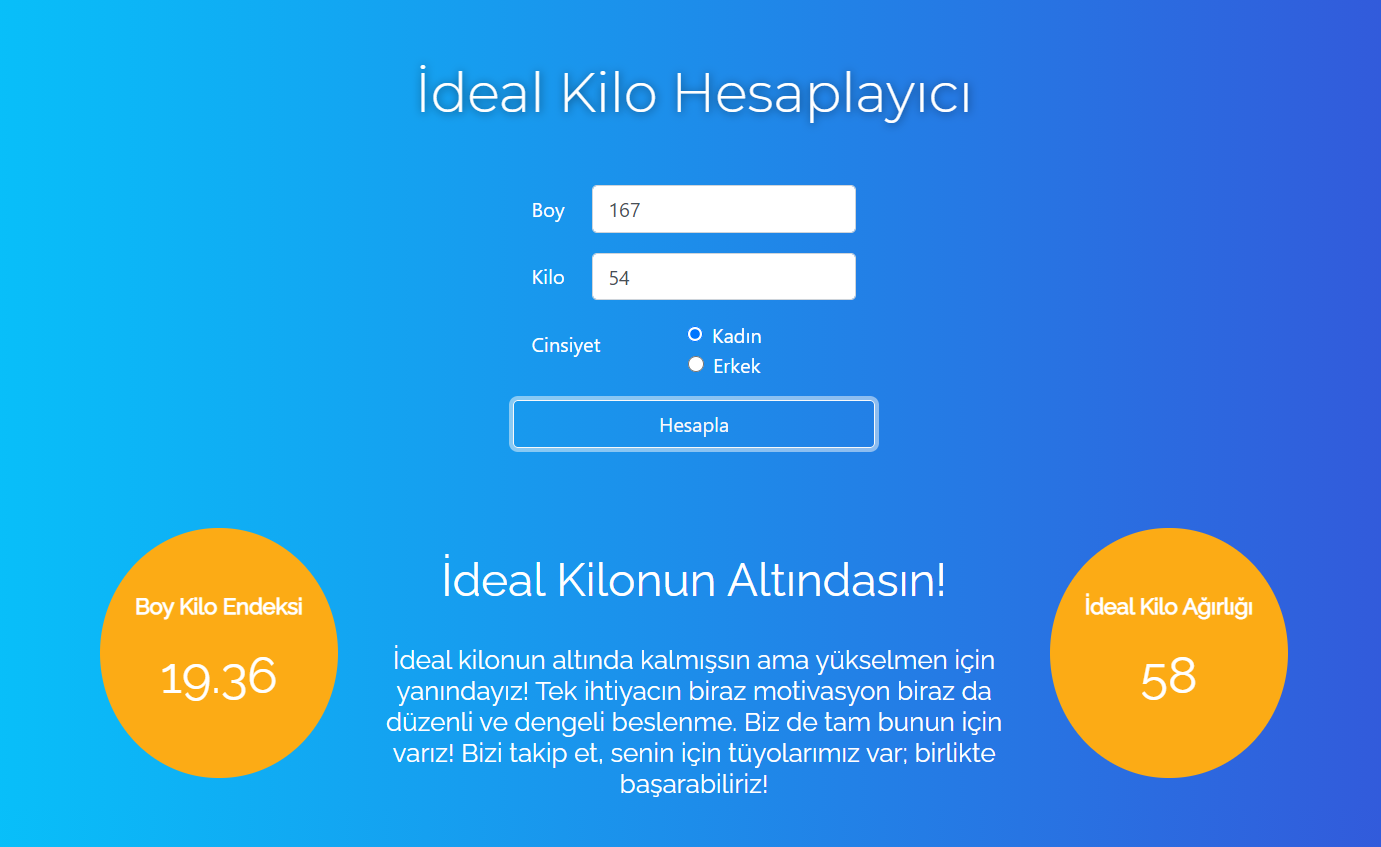 İdeal Kilo Hesaplayıcı
Boy
167
Kilo
54
Cinsiyet
Kadın
Erkek
Hesapla
Boy Kilo Endeksi
19.36
İdeal Kilonun Altındasın!
İdeal kilonun altında kalmışsın ama yükselmen için
yanındayız! Tek ihtiyacın biraz motivasyon biraz da
düzenli ve dengeli beslenme. Biz de tam bunun için
varız! Bizi takip et, senin için tüyolarımız var; birlikte
başarabiliriz!
İdeal Kilo Ağırlığı
58